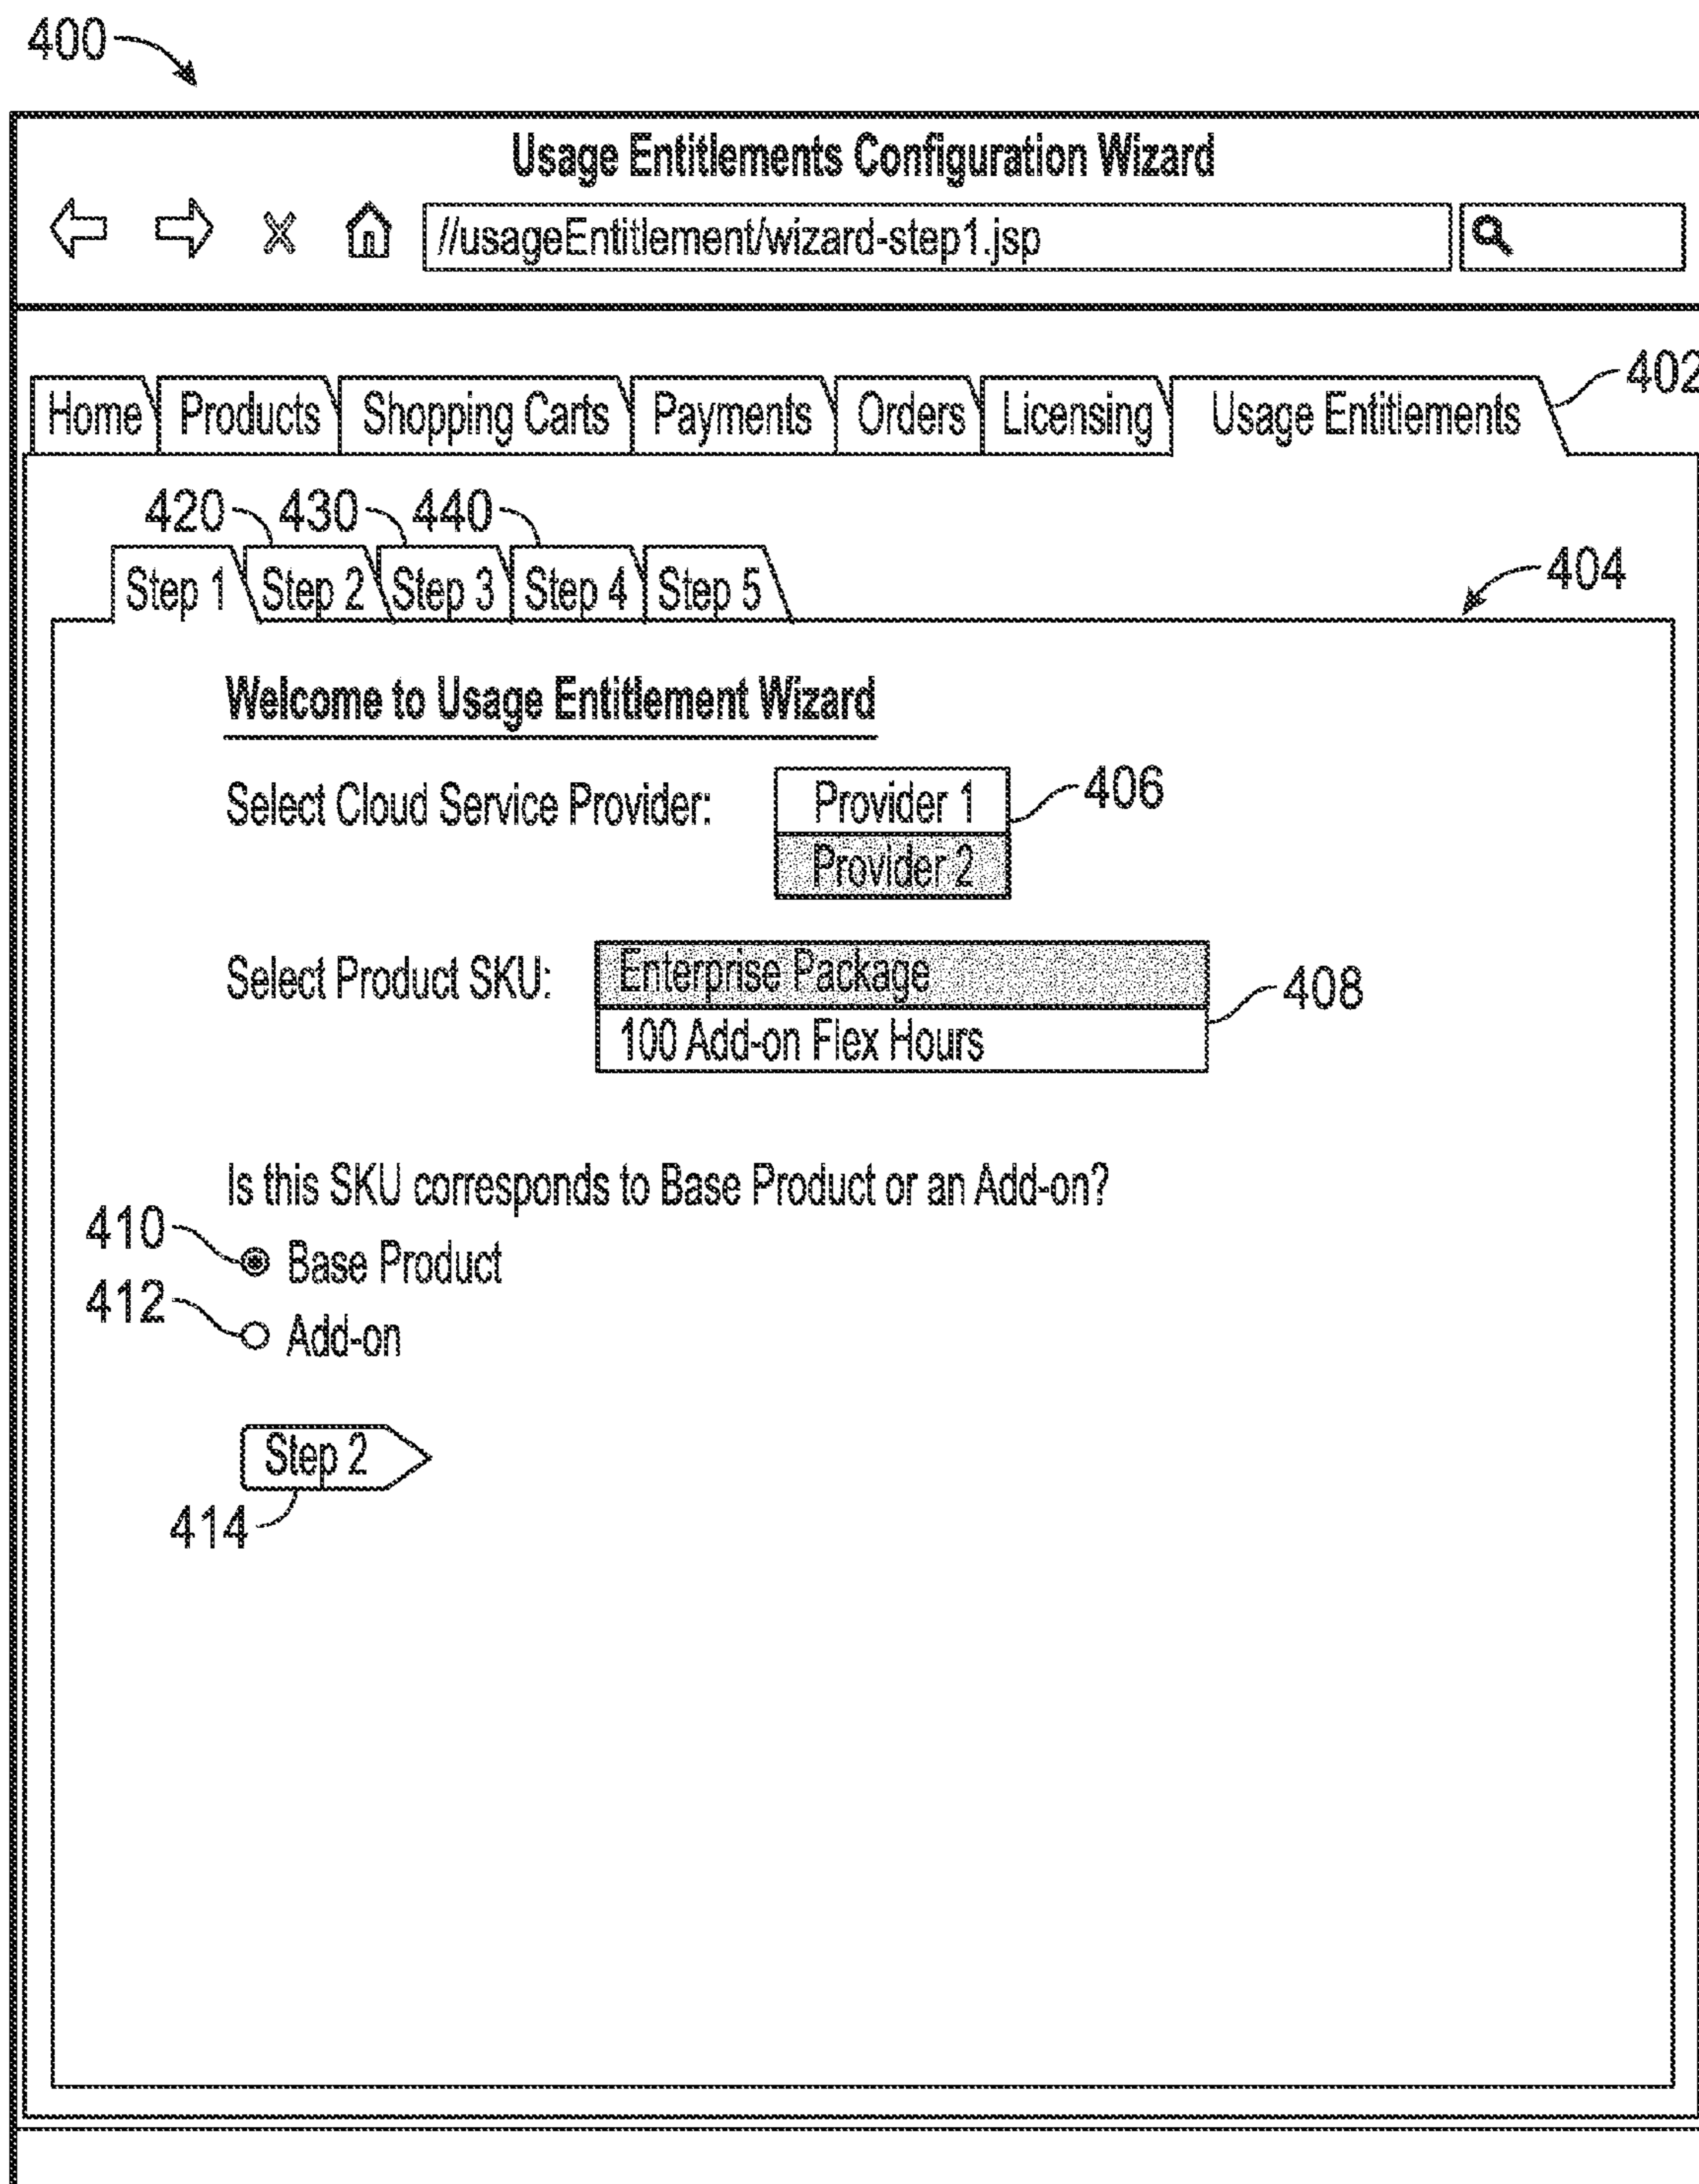 400
Usage Entitlements Configuration Wizard
//usageEntitlement/wizard-step1.jsp
402
Home Products Shopping Carts Payments Orders Licensing Usage Entitlements
420 430 440
404
Step 1 Step 2 Step 3 Step 4 Step 5
Welcome to Usage Entitlement Wizard
Select Cloud Service Provider: Provider 1 406
Provider 2
Select Product SKU: Enterprise Package
408
100 Add-on Flex Hours
Is this SKU corresponds to Base Product or an Add-on?
410
Base Product
412
Add-on
Step 2
414